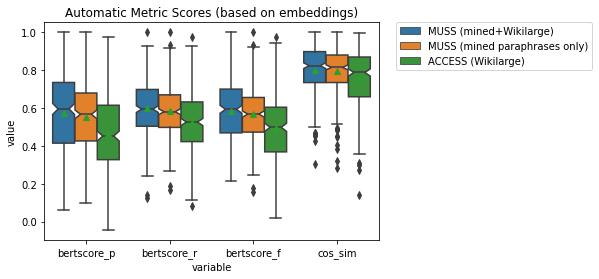 Automatic Metric Scores (based on embeddings)
MUSS (mined+Wikilarge)
MUSS (mined paraphrases only)
ACCESS (Wikilarge)
value
1.0
0.8
0.6
0.4
0.2
0.0
bertscore_p bertscore_r bertscore_f cos_sim
variable